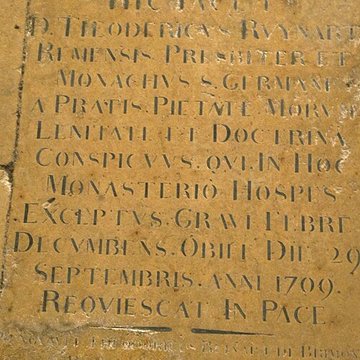 HIC JACET
D. THEODERICVS RVYNART
REMENSIS PRESBITER ET
MONACHVS S. GERMANI
A PRATIS. PIETATE MORVM
LENITATE ET DOCTRINA
CONSPICVVS. QVI IN HOC
MONASTERIO HOSPES
EXCEPTVS. GRAVI FEBRE
DECVMBENS. OBIIT DIE 29
SEPTEMBRIS. ANNI 1709.
REQVIESCAT IN PACE